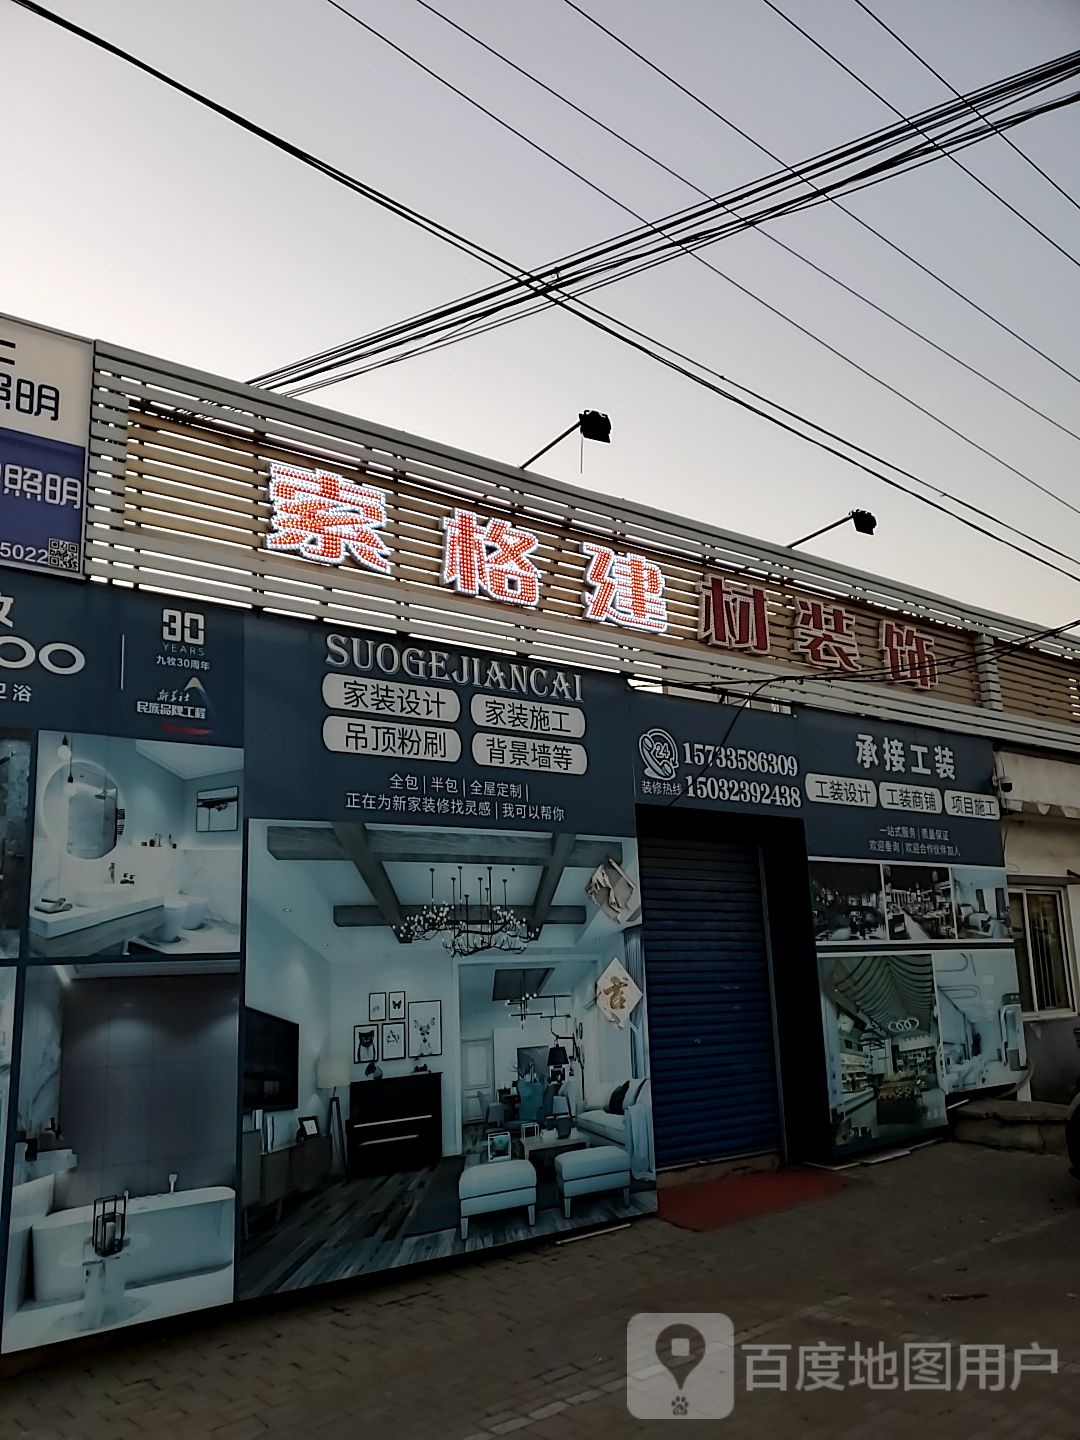 照明
照明
5022
索格建材装饰
30
YEARS
九牧30周年
新华社
民族品牌工程
卫浴
SUOGEJIANCAI
家装设计 家装施工
吊顶粉刷 背景墙等
全包|半包|全屋定制|
正在为新家装修找灵感|我可以帮你
24
装修热线
15733586309
15032392438
承接工装
工装设计 工装商铺 项目施工
一站式服务|质量保证
欢迎垂询|欢迎合作伙伴加入
吉
百度地图用户